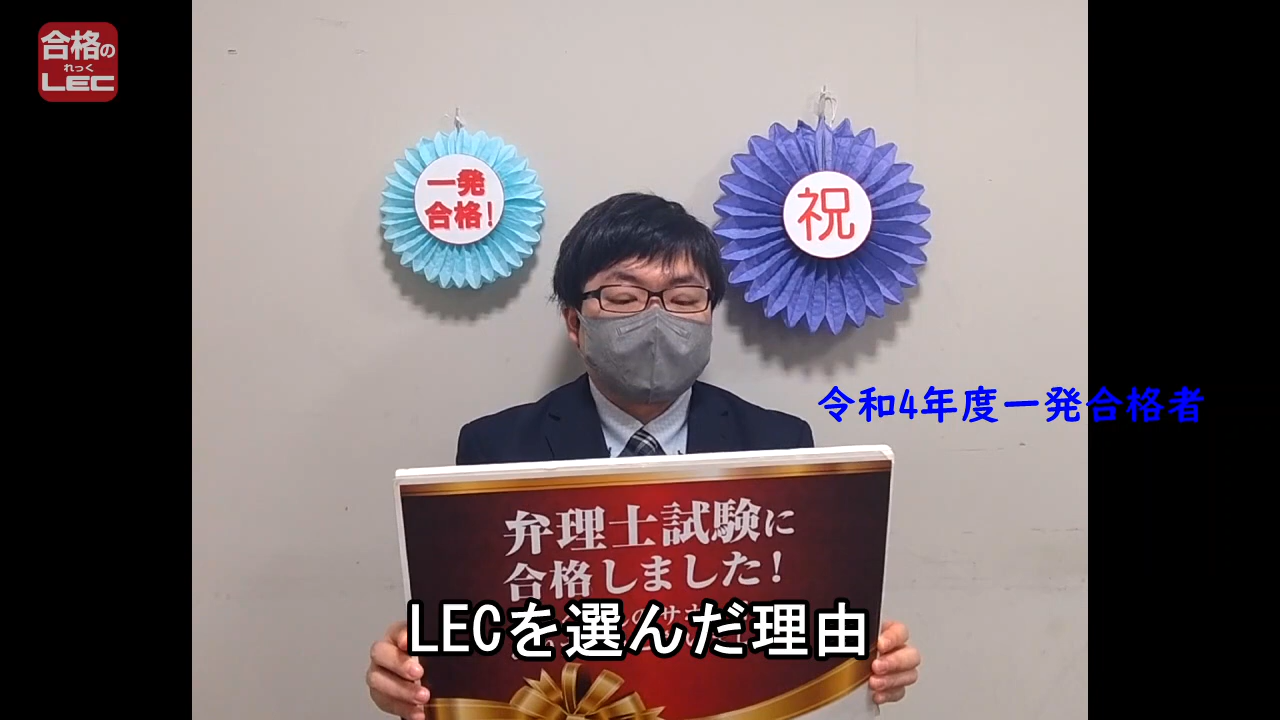 合格の
れっく
LEC
一発
合格！
祝
令和4年度一発合格者
弁理士試験に
合格しました！
LECを選んだ理由